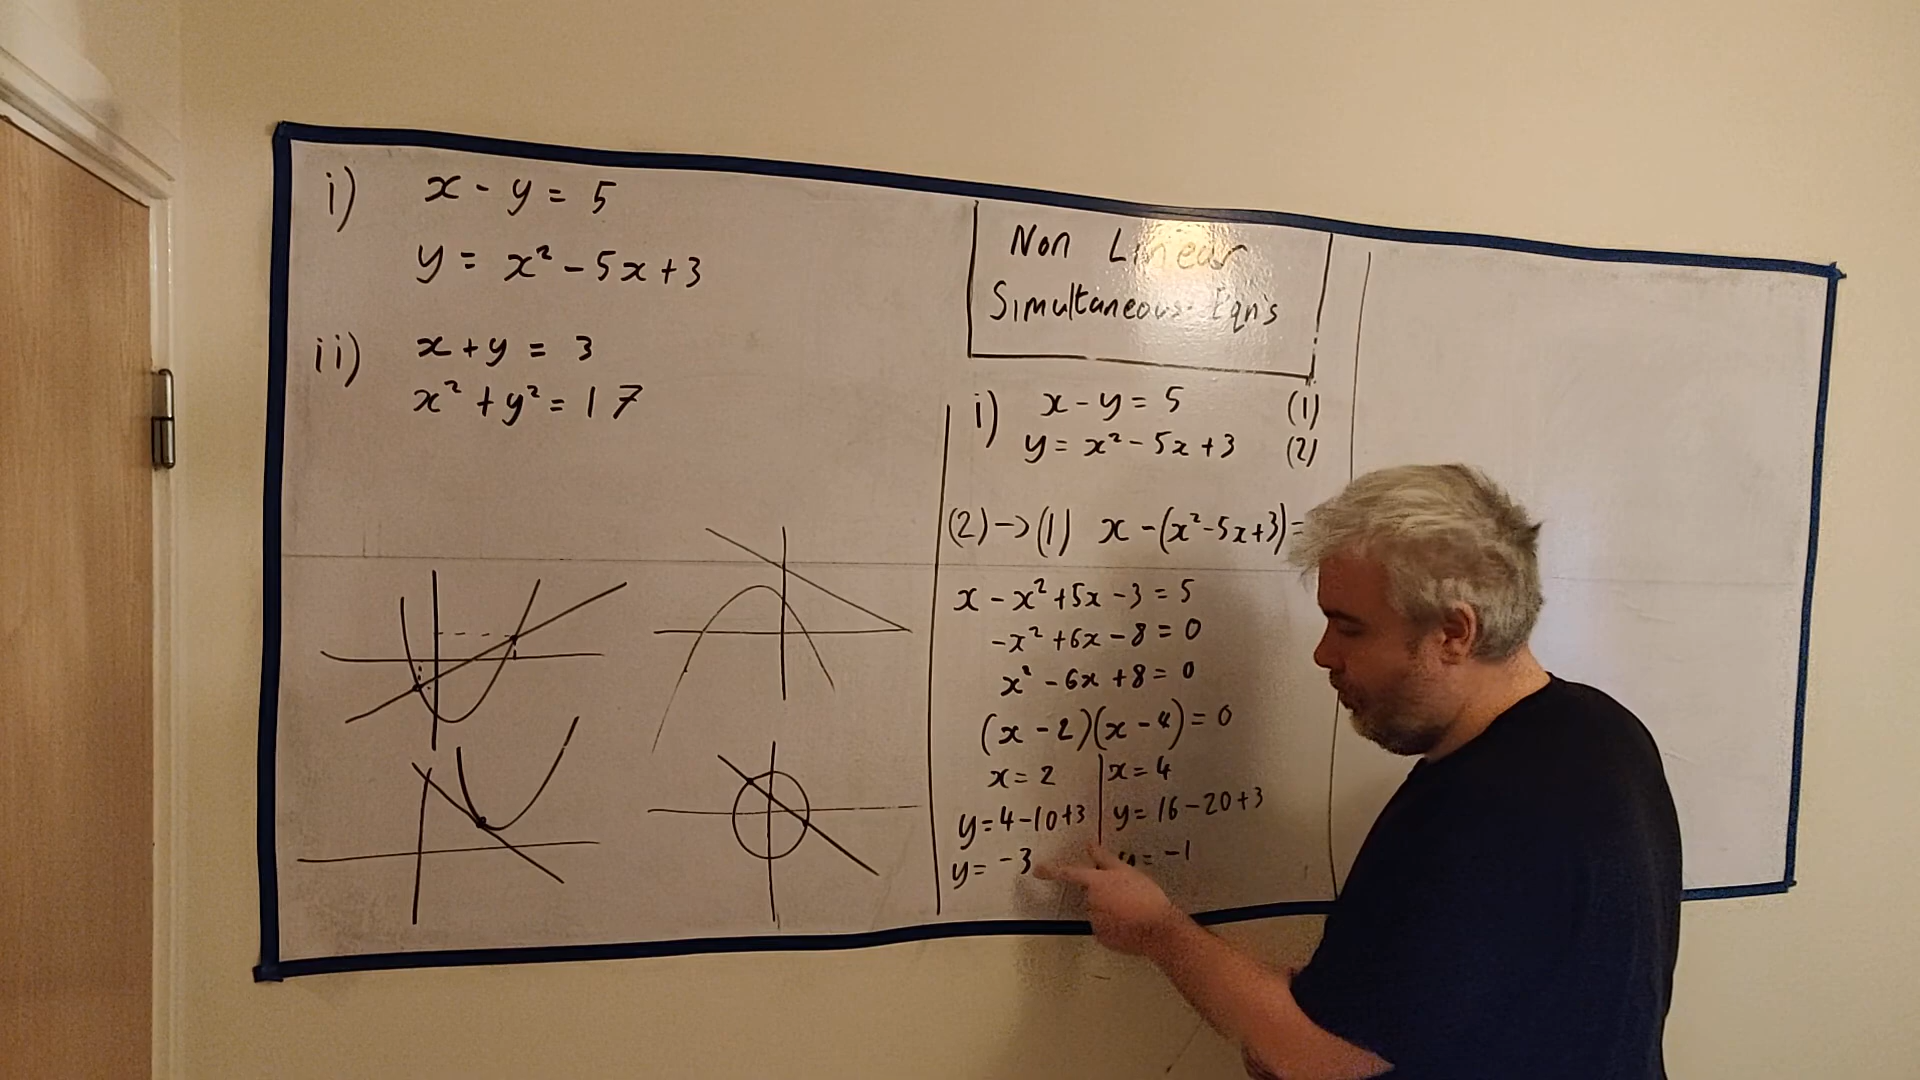 i) x - y = 5
y = x² - 5x + 3
ii) x + y = 3
x² + y² = 17
Non Linear
Simultaneous Eqn's
i) x - y = 5 (1)
y = x² - 5x + 3 (2)
(2) -> (1) x - (x² - 5x + 3) =
x - x² + 5x - 3 = 5
-x² + 6x - 8 = 0
x² - 6x + 8 = 0
(x - 2)(x - 4) = 0
x = 2 | x = 4
y = 4 - 10 + 3 | y = 16 - 20 + 3
y = -3 y = -1